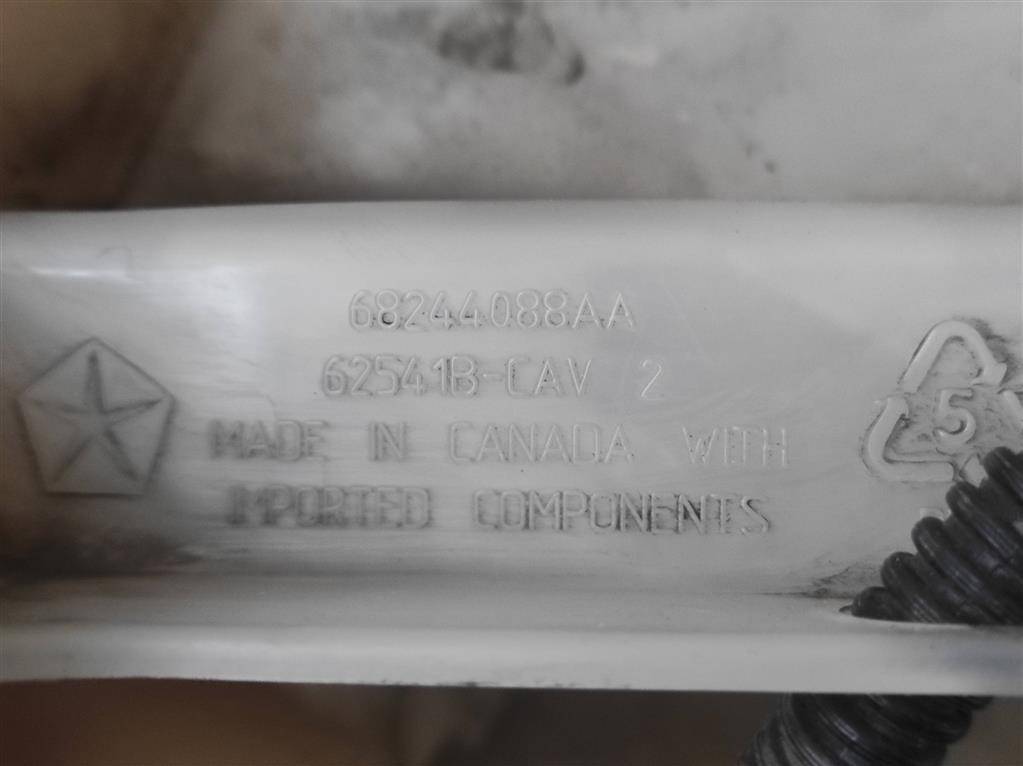 68244088AA
62541B-CAV 2
MADE IN CANADA WITH
IMPORTED COMPONENTS
5